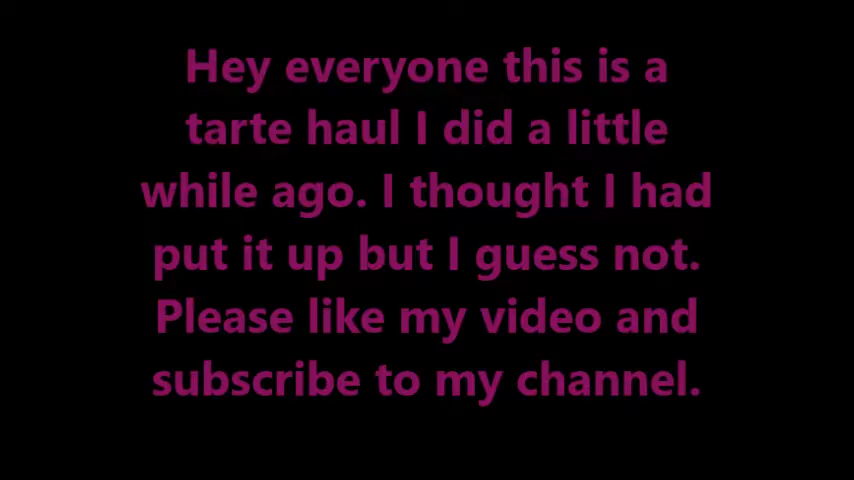 Hey everyone this is a
tarte haul I did a little
while ago. I thought I had
put it up but I guess not.
Please like my video and
subscribe to my channel.